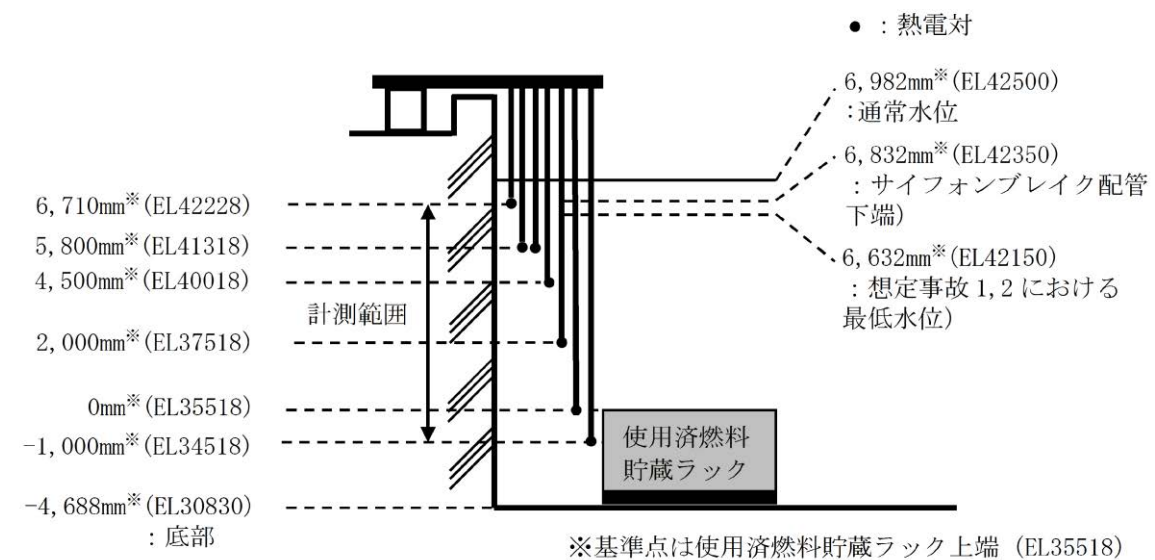 ● : 熱電対
6,982mm※(EL42500)
:通常水位
6,832mm※(EL42350)
: サイフォンブレイク配管
下端)
6,632mm※(EL42150)
: 想定事故 1,2 における
最低水位)
6,710mm※(EL42228)
5,800mm※(EL41318)
4,500mm※(EL40018)
計測範囲
2,000mm※(EL37518)
0mm※(EL35518)
-1,000mm※(EL34518)
使用済燃料
貯蔵ラック
-4,688mm※(EL30830)
: 底部
※基準点は使用済燃料貯蔵ラック上端 (EL35518)